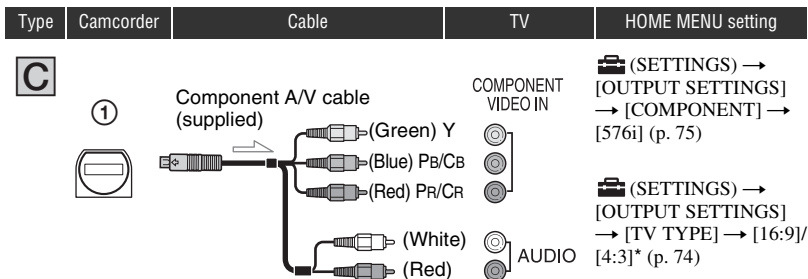 Type Camcorder Cable TV HOME MENU setting
C
①
Component A/V cable
(supplied)
(Green) Y
(Blue) PB/CB
(Red) PR/CR
(White)
(Red)
COMPONENT
VIDEO IN
AUDIO
(SETTINGS) →
[OUTPUT SETTINGS]
→ [COMPONENT] →
[576i] (p. 75)
(SETTINGS) →
[OUTPUT SETTINGS]
→ [TV TYPE] → [16:9]/
[4:3]* (p. 74)